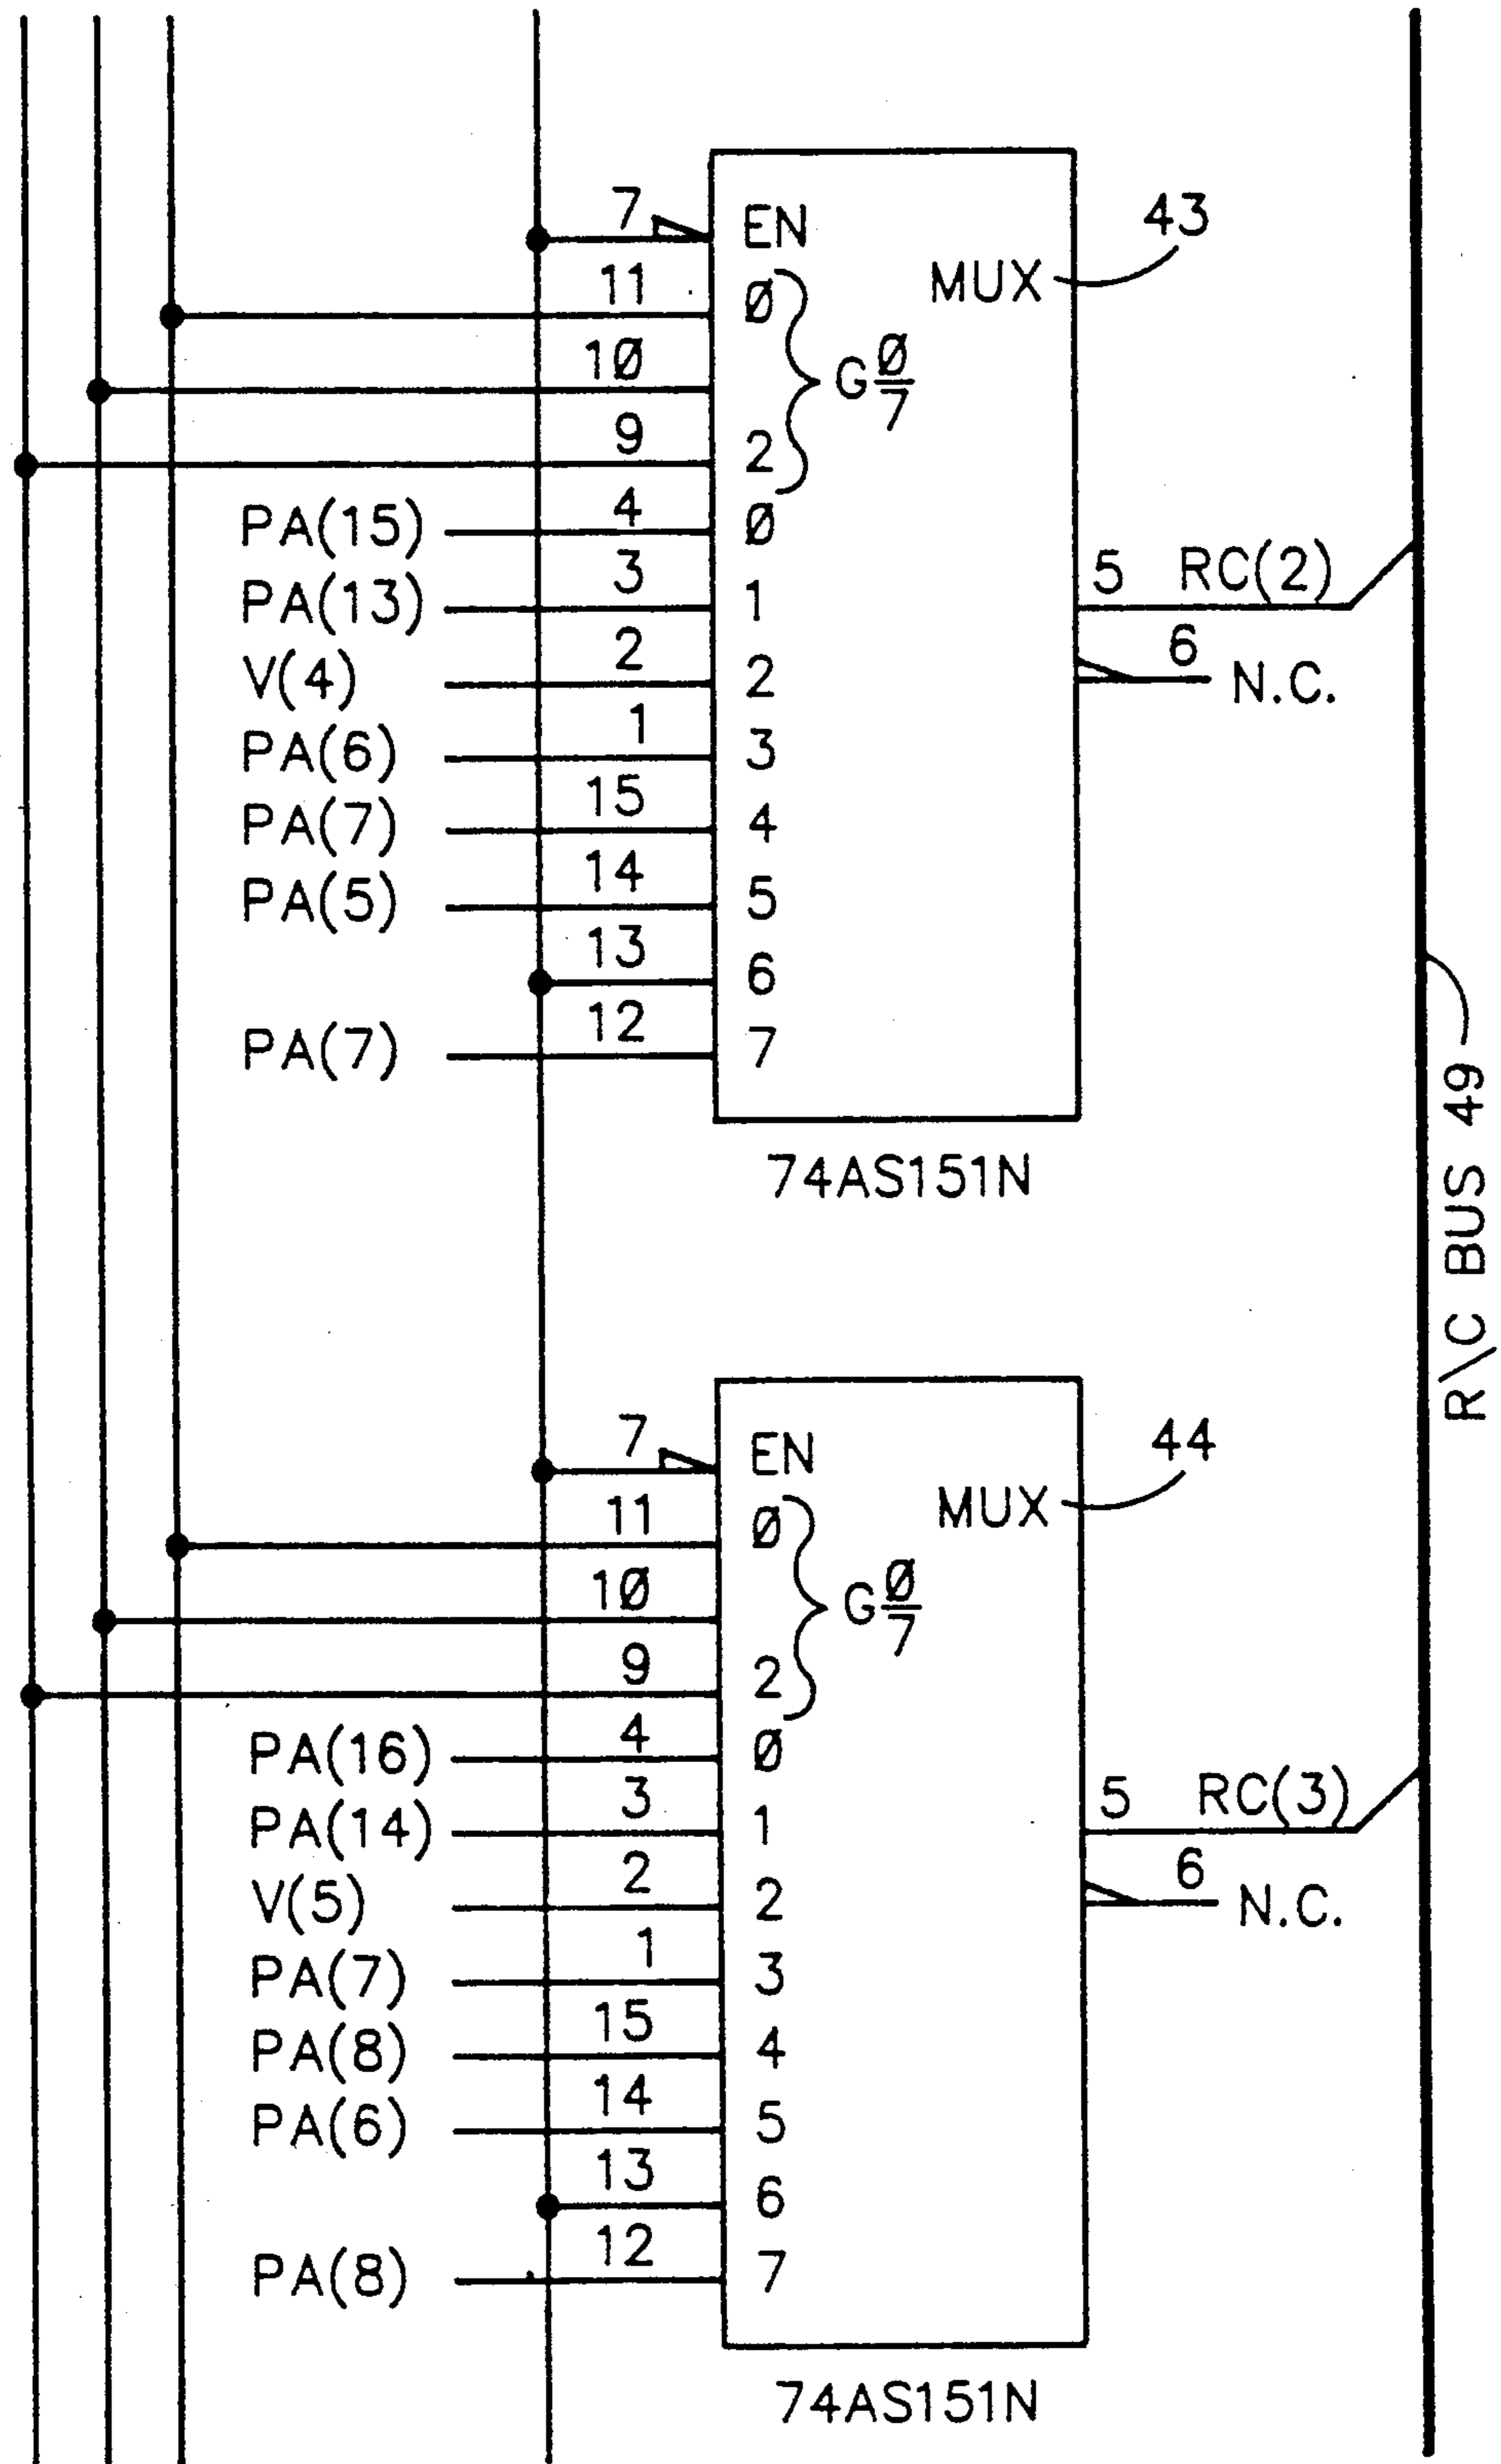 7 EN 43
11 Ø MUX
10 G Ø/7
9 2
PA(15) 4 Ø
PA(13) 3 1 5 RC(2)
V(4) 2 2 6 N.C.
PA(6) 1 3
PA(7) 15 4
PA(5) 14 5
13 6
PA(7) 12 7
74AS151N
R\C BUS 49
7 EN 44
11 Ø MUX
1Ø G Ø/7
9 2
PA(16) 4 Ø
PA(14) 3 1 5 RC(3)
V(5) 2 2 6 N.C.
PA(7) 1 3
PA(8) 15 4
PA(6) 14 5
13 6
PA(8) 12 7
74AS151N